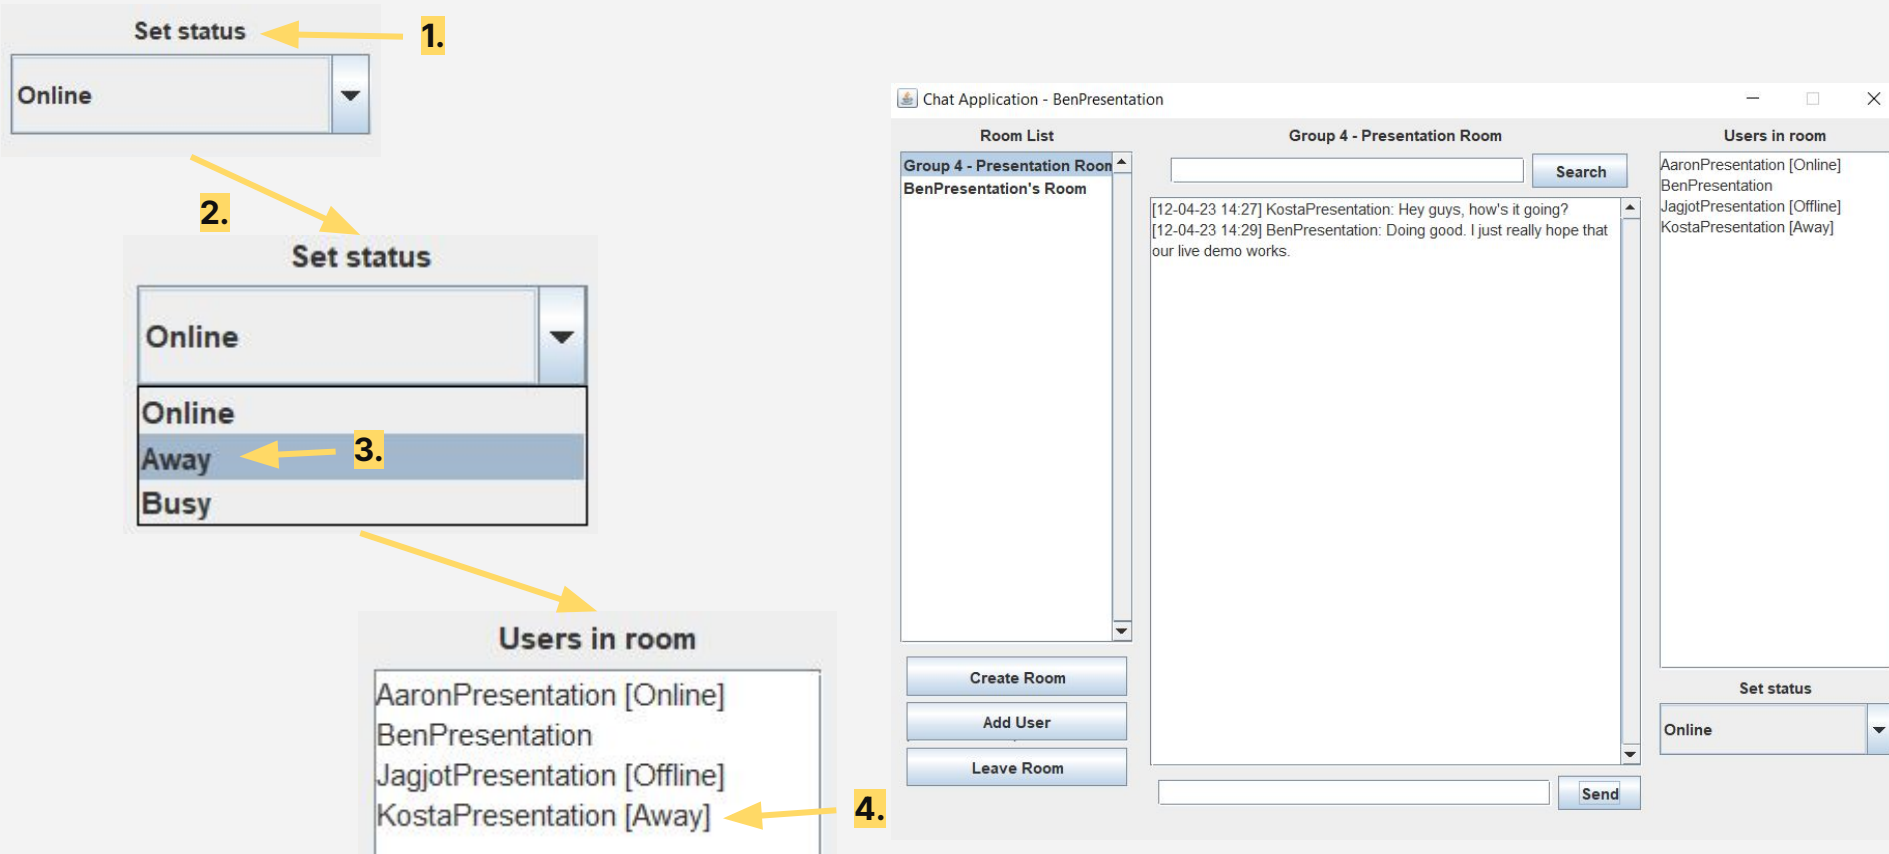 Set status
1.
Online
2.
Set status
Online
Online
Away
3.
Busy
Users in room
AaronPresentation [Online]
BenPresentation
JagjotPresentation [Offline]
KostaPresentation [Away]
4.
Chat Application - BenPresentation
Room List
Group 4 - Presentation Room
BenPresentation's Room
Create Room
Add User
Leave Room
Group 4 - Presentation Room
Search
[12-04-23 14:27] KostaPresentation: Hey guys, how's it going?
[12-04-23 14:29] BenPresentation: Doing good. I just really hope that
our live demo works.
Send
Users in room
AaronPresentation [Online]
BenPresentation
JagjotPresentation [Offline]
KostaPresentation [Away]
Set status
Online